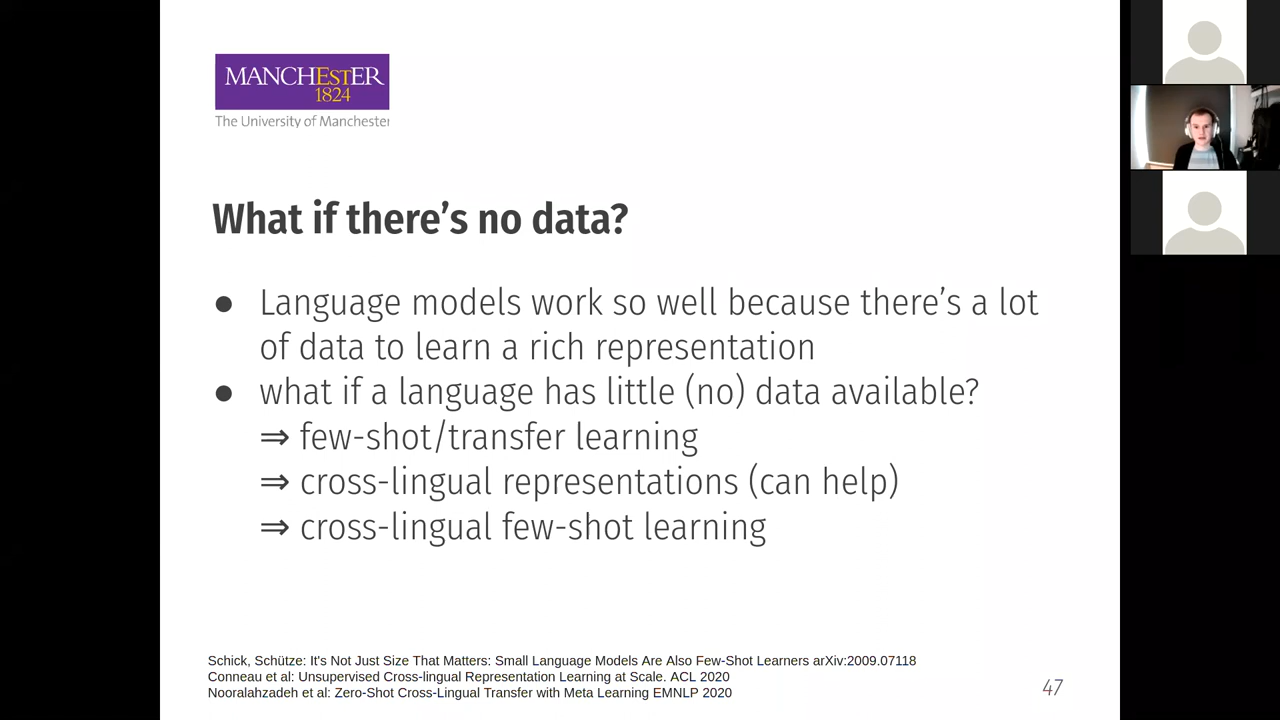 MANCHESTER
1824
The University of Manchester
What if there's no data?
● Language models work so well because there's a lot
of data to learn a rich representation
● what if a language has little (no) data available?
⇒ few-shot/transfer learning
⇒ cross-lingual representations (can help)
⇒ cross-lingual few-shot learning
Schick, Schütze: It's Not Just Size That Matters: Small Language Models Are Also Few-Shot Learners arXiv:2009.07118
Conneau et al: Unsupervised Cross-lingual Representation Learning at Scale. ACL 2020
Nooralahzadeh et al: Zero-Shot Cross-Lingual Transfer with Meta Learning EMNLP 2020
47